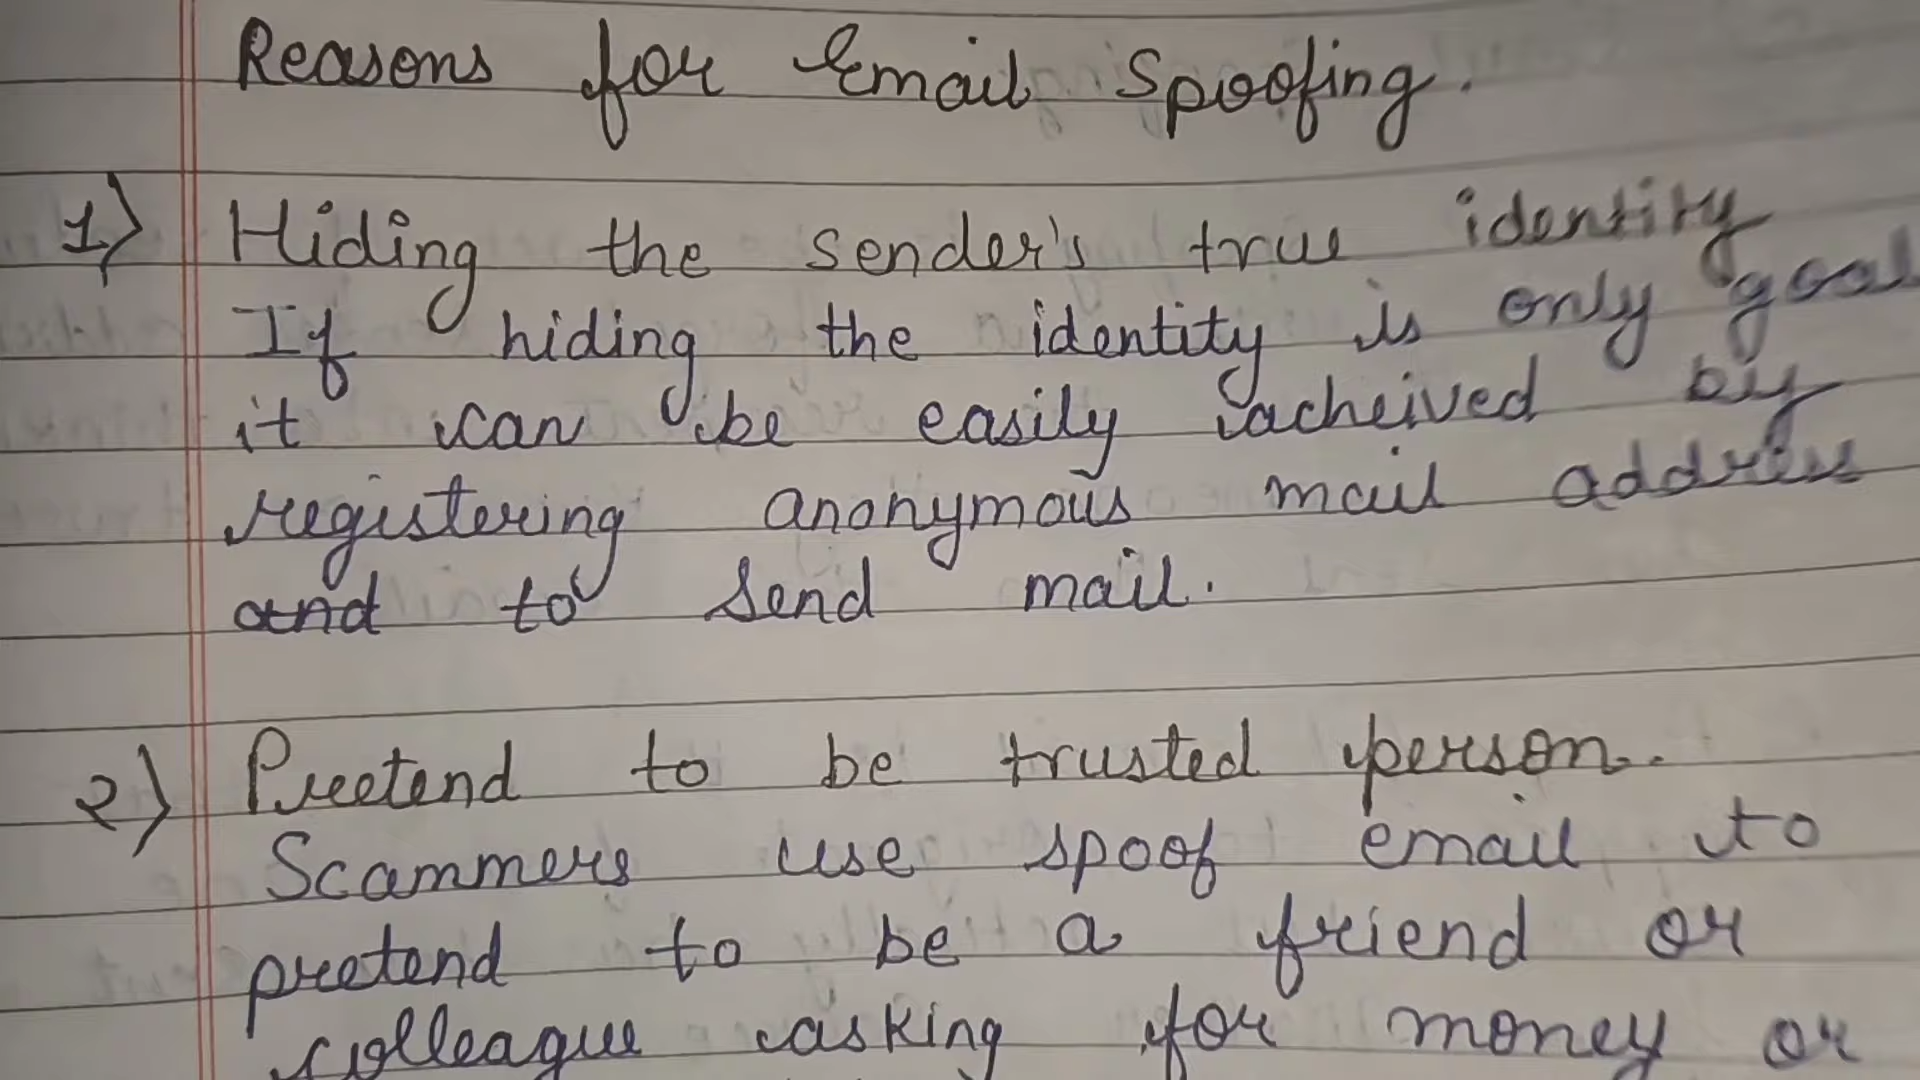 Reasons for Email Spoofing.
1) Hiding the sender's true identity
If hiding the identity is only goal
it can be easily acheived by
registering anonymous mail address
and to send mail.
2) Pretend to be trusted person.
Scammers use spoof email to
pretend to be a friend or
colleague asking for money or